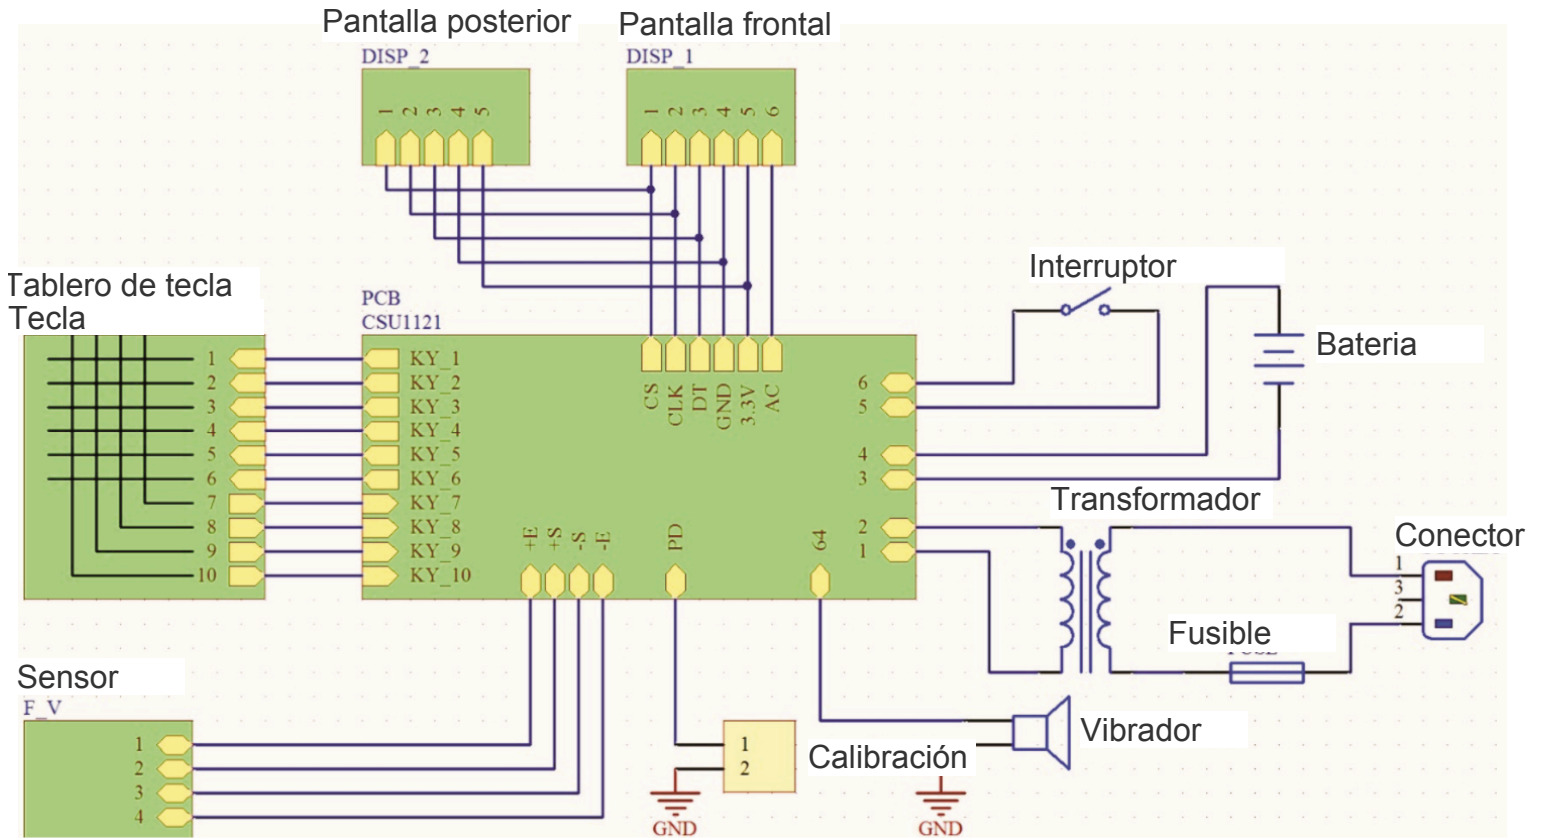 Pantalla posterior
Pantalla frontal
DISP_2
DISP_1
1 2 3 4 5
1 2 3 4 5 6
Tablero de tecla
Tecla
PCB
CSU1121
Interruptor
Bateria
1
2
3
4
5
6
7
8
9
10
KY_1
KY_2
KY_3
KY_4
KY_5
KY_6
KY_7
KY_8
KY_9
KY_10
CS CLK DT GND 3.3V AC
6
5
4
3
2
1
+E +S -S -E PD 64
Transformador
Conector
1
3
2
Fusible
Sensor
F_V
1
2
3
4
1
2
Calibración
Vibrador
GND
GND